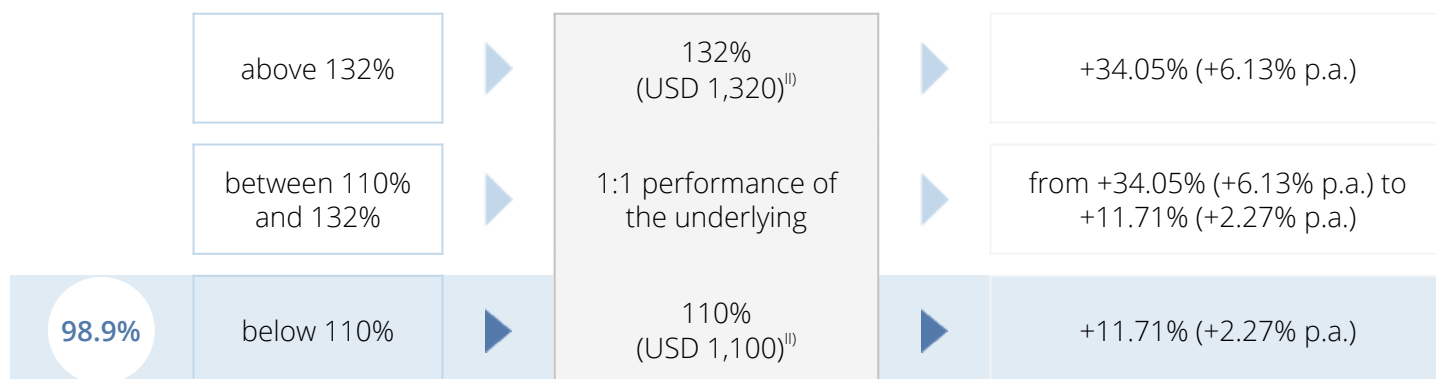 above 132%
132%
(USD 1,320)II)
+34.05% (+6.13% p.a.)
between 110%
and 132%
1:1 performance of
the underlying
from +34.05% (+6.13% p.a.) to
+11.71% (+2.27% p.a.)
98.9%
below 110%
110%
(USD 1,100)II)
+11.71% (+2.27% p.a.)